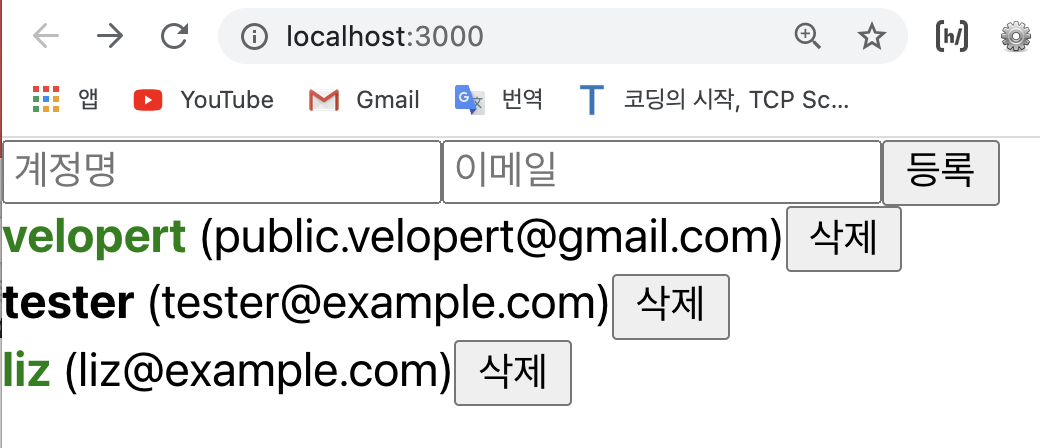 localhost:3000 [h/]
앱 YouTube Gmail 번역 코딩의 시작, TCP Sc...
계정명 이메일 등록
velopert (public.velopert@gmail.com) 삭제
tester (tester@example.com) 삭제
liz (liz@example.com) 삭제